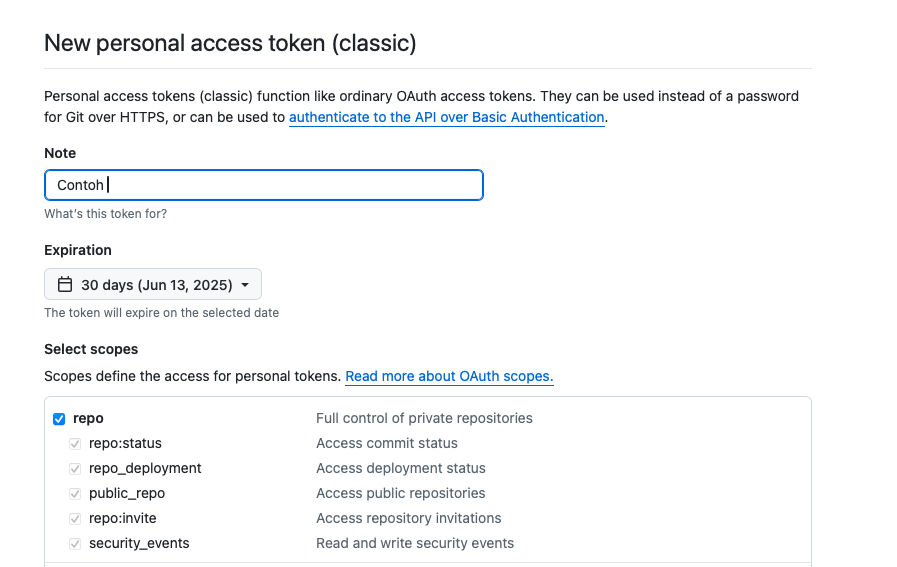 New personal access token (classic)
Personal access tokens (classic) function like ordinary OAuth access tokens. They can be used instead of a password
for Git over HTTPS, or can be used to authenticate to the API over Basic Authentication.
Note
Contoh
What's this token for?
Expiration
30 days (Jun 13, 2025)
The token will expire on the selected date
Select scopes
Scopes define the access for personal tokens. Read more about OAuth scopes.
repo Full control of private repositories
repo:status Access commit status
repo_deployment Access deployment status
public_repo Access public repositories
repo:invite Access repository invitations
security_events Read and write security events